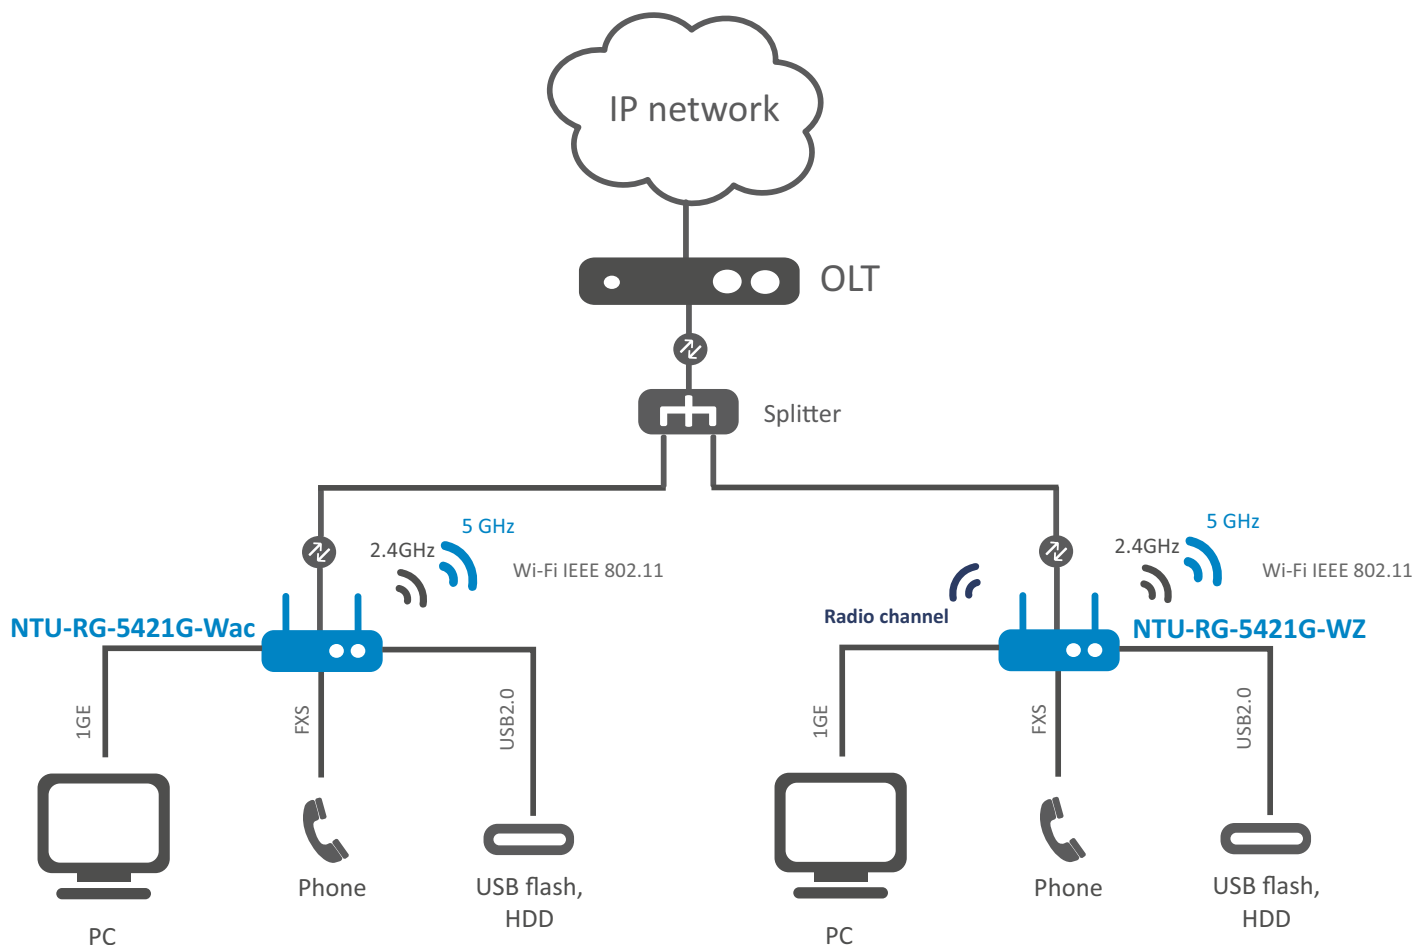 IP network
OLT
Splitter
5 GHz
2.4GHz
Wi-Fi IEEE 802.11
NTU-RG-5421G-Wac
1GE
FXS
USB2.0
PC
Phone
USB flash,
HDD
5 GHz
2.4GHz
Wi-Fi IEEE 802.11
Radio channel
NTU-RG-5421G-WZ
1GE
FXS
USB2.0
PC
Phone
USB flash,
HDD